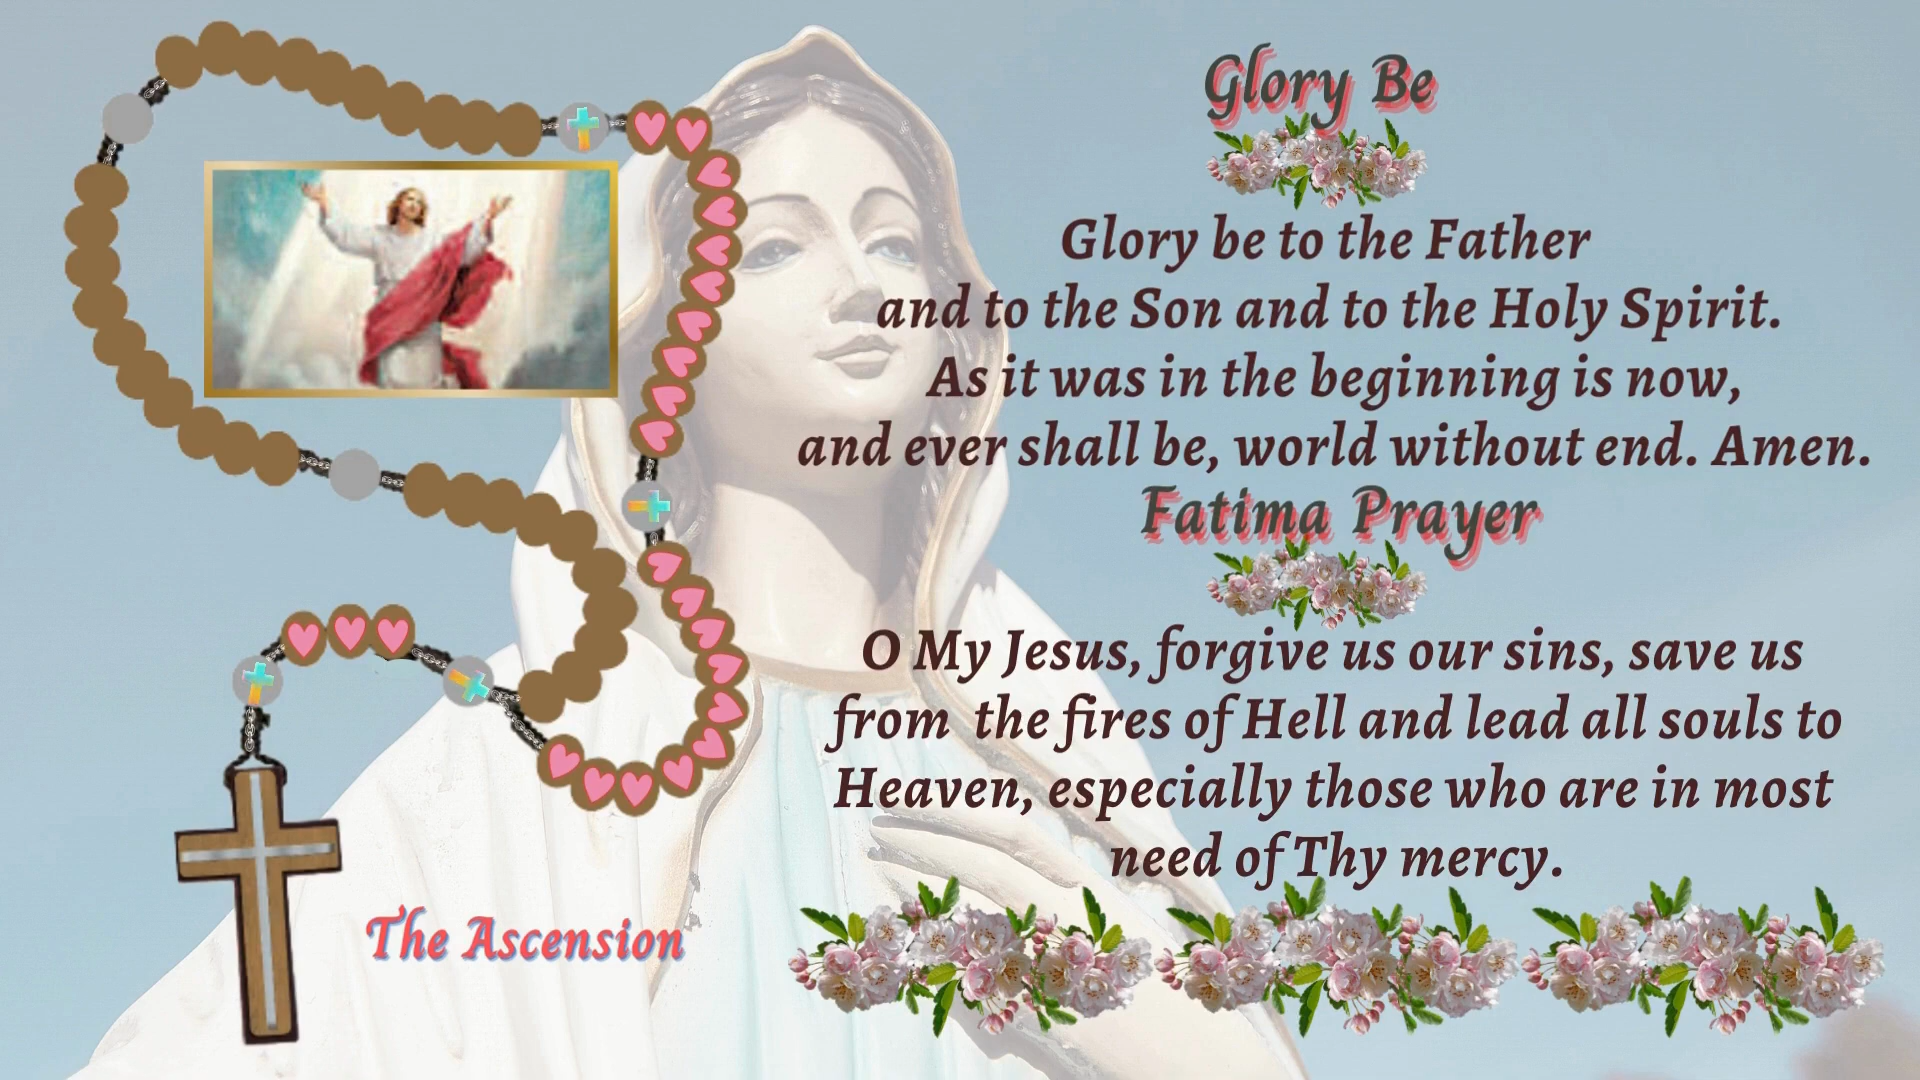 Glory Be
Glory be to the Father
and to the Son and to the Holy Spirit.
As it was in the beginning is now,
and ever shall be, world without end. Amen.
Fatima Prayer
O My Jesus, forgive us our sins, save us
from the fires of Hell and lead all souls to
Heaven, especially those who are in most
need of Thy mercy.
The Ascension